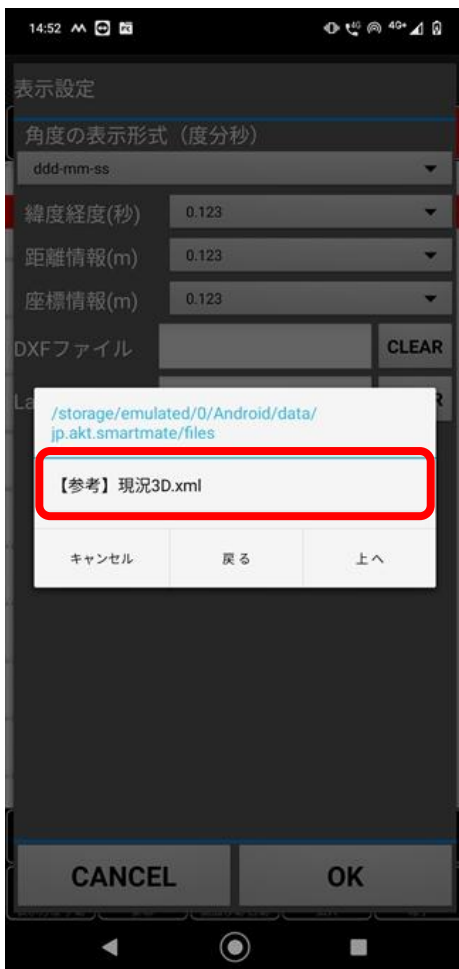 14:52
4G
4G+
表示設定
角度の表示形式（度分秒）
ddd-mm-ss
緯度経度(秒) 0.123
距離情報(m) 0.123
座標情報(m) 0.123
DXFファイル CLEAR
La
/storage/emulated/0/Android/data/
jp.akt.smartmate/files
【参考】現況3D.xml
キャンセル 戻る 上へ
CANCEL OK